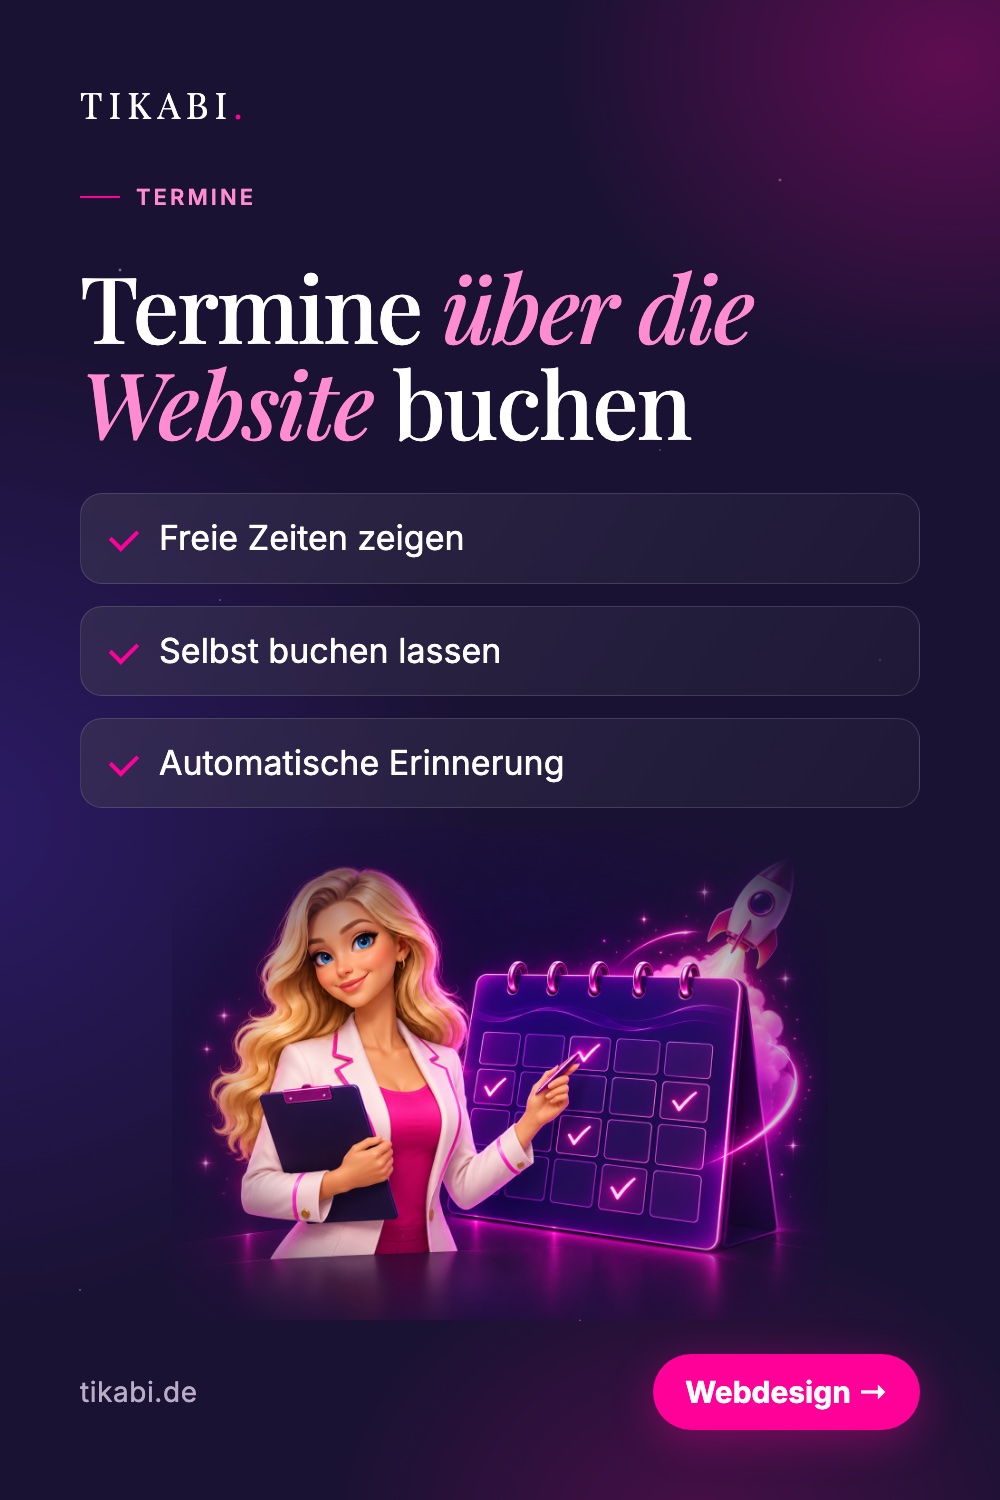 TIKABI.
TERMINE
Termine über die
Website buchen
Freie Zeiten zeigen
Selbst buchen lassen
Automatische Erinnerung
tikabi.de
Webdesign →